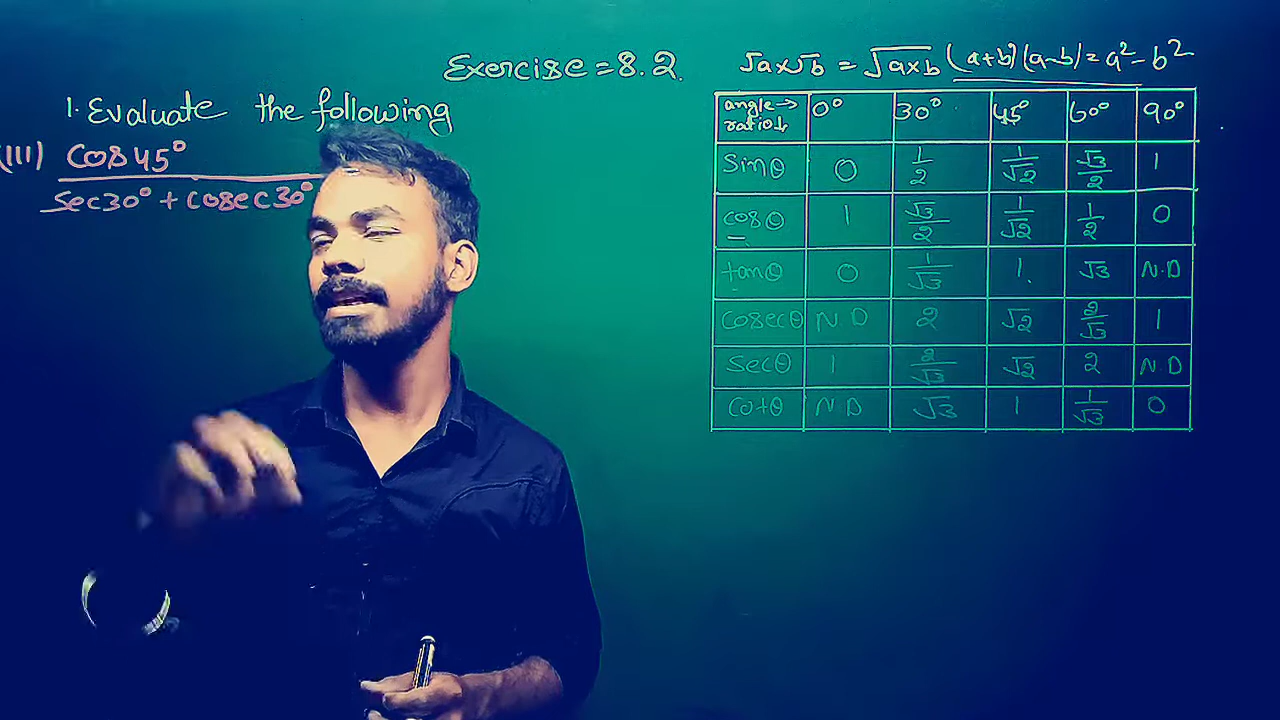 Exercise = 8.2.
√a×√b = √a×b (a+b)(a-b) = a² - b²
1. Evaluate the following
(III) cos 45°
sec30° + cosec30°
angle→ ratio↓ 0° 30° 45° 60° 90°
sinθ 0 1/2 1/√2 √3/2 1
cosθ 1 √3/2 1/√2 1/2 0
tanθ 0 1/√3 1 √3 N.D
cosecθ N D 2 √2 2/√3 1
secθ 1 2/√3 √2 2 N D
cotθ N D √3 1 1/√3 0